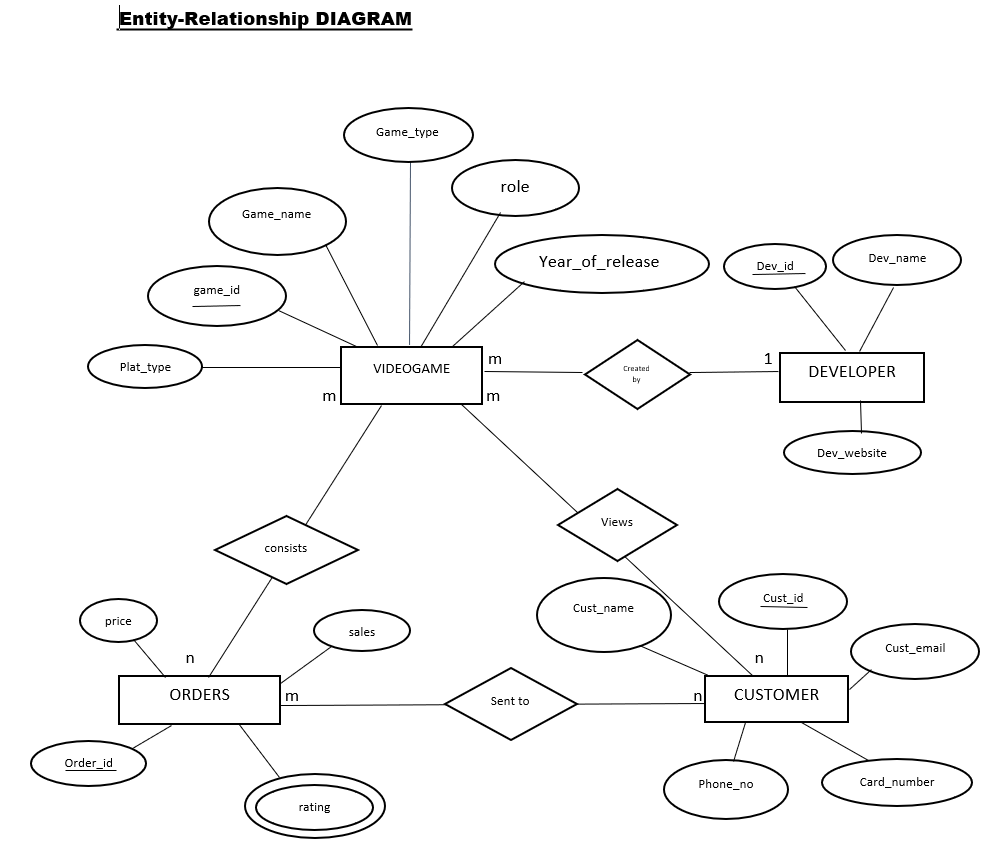 Entity-Relationship DIAGRAM
Game_type
role
Game_name
Year_of_release
Dev_id
Dev_name
game_id
Plat_type
VIDEOGAME
m
Created
by
1
DEVELOPER
m
m
Dev_website
Views
consists
price
sales
Cust_name
Cust_id
Cust_email
n
n
ORDERS
m
Sent to
n
CUSTOMER
Order_id
rating
Phone_no
Card_number